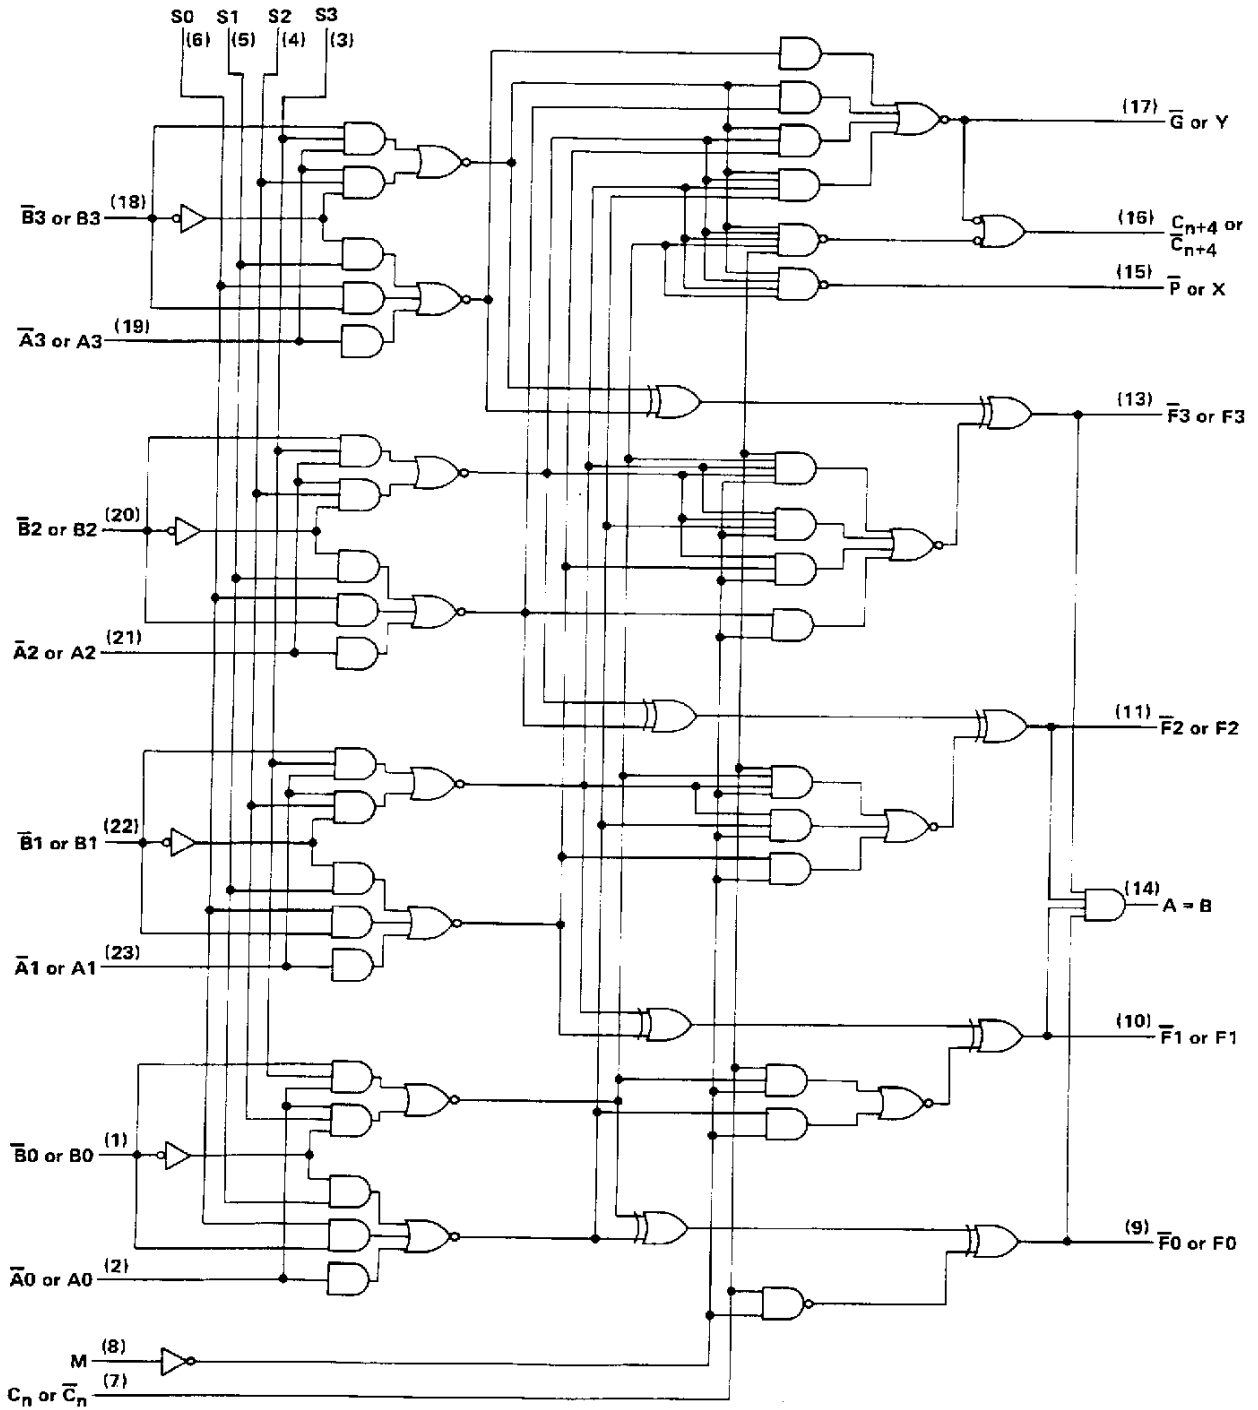 S0 S1 S2 S3
(6) (5) (4) (3)
(17) G̅ or Y
(18)
B̅3 or B3
(16) Cn+4 or
C̅n+4
(15) P̅ or X
(19)
A̅3 or A3
(13) F̅3 or F3
(20)
B̅2 or B2
(21)
A̅2 or A2
(11) F̅2 or F2
(22)
B̅1 or B1
(14) A = B
(23)
A̅1 or A1
(10) F̅1 or F1
(1)
B̅0 or B0
(9) F̅0 or F0
(2)
A̅0 or A0
(8)
M
(7)
Cn or C̅n